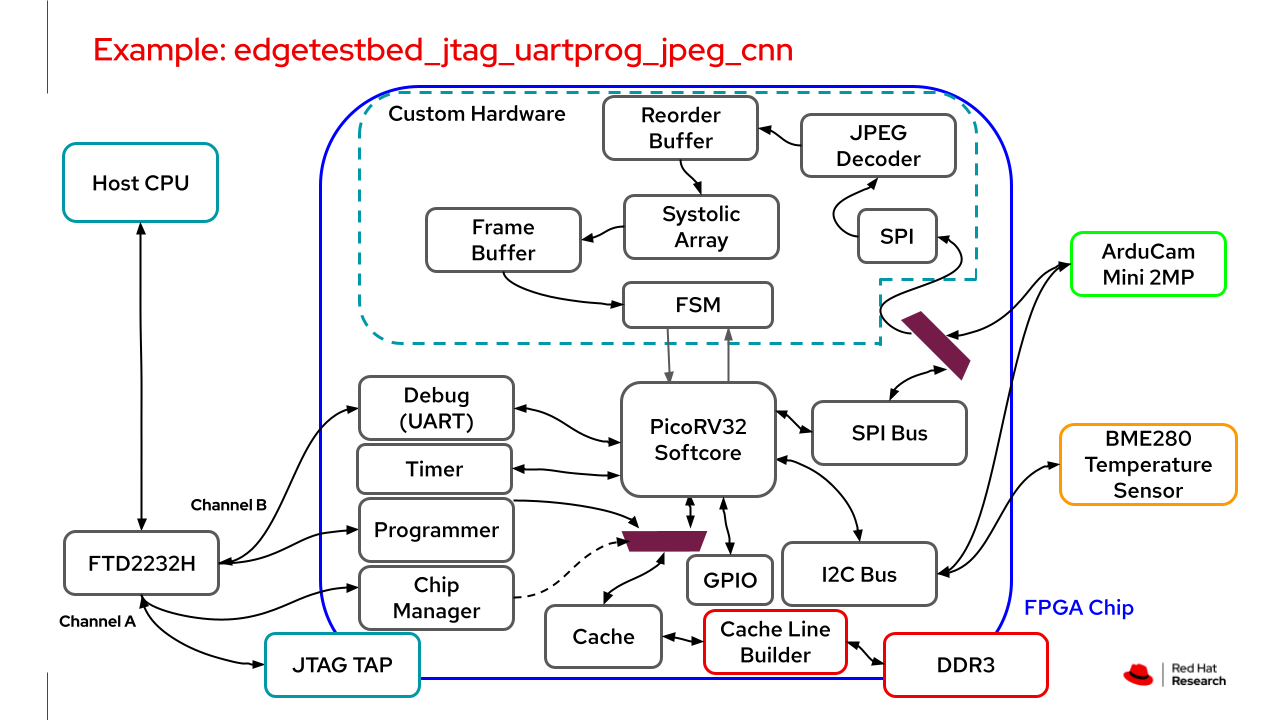 Example: edgetestbed_jtag_uartprog_jpeg_cnn
Custom Hardware
Reorder
Buffer
JPEG
Decoder
Host CPU
Systolic
Array
Frame
Buffer
SPI
ArduCam
Mini 2MP
FSM
Debug
(UART)
PicoRV32
Softcore
SPI Bus
BME280
Temperature
Sensor
Timer
Channel B
Programmer
FTD2232H
Chip
Manager
GPIO
I2C Bus
Channel A
FPGA Chip
Cache
Cache Line
Builder
JTAG TAP
DDR3
Red Hat
Research